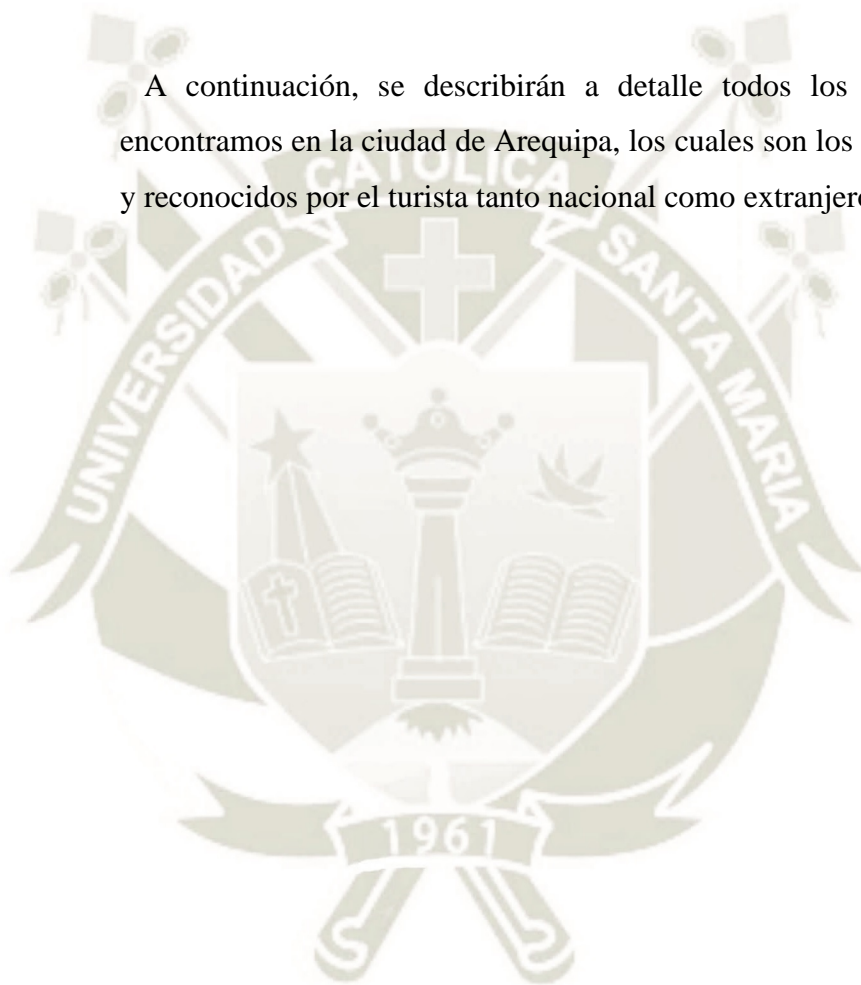 A continuación, se describirán a detalle todos los
encontramos en la ciudad de Arequipa, los cuales son los
y reconocidos por el turista tanto nacional como extranjero
CATOLICA
UNIVERSIDAD
SANTA MARIA
1961